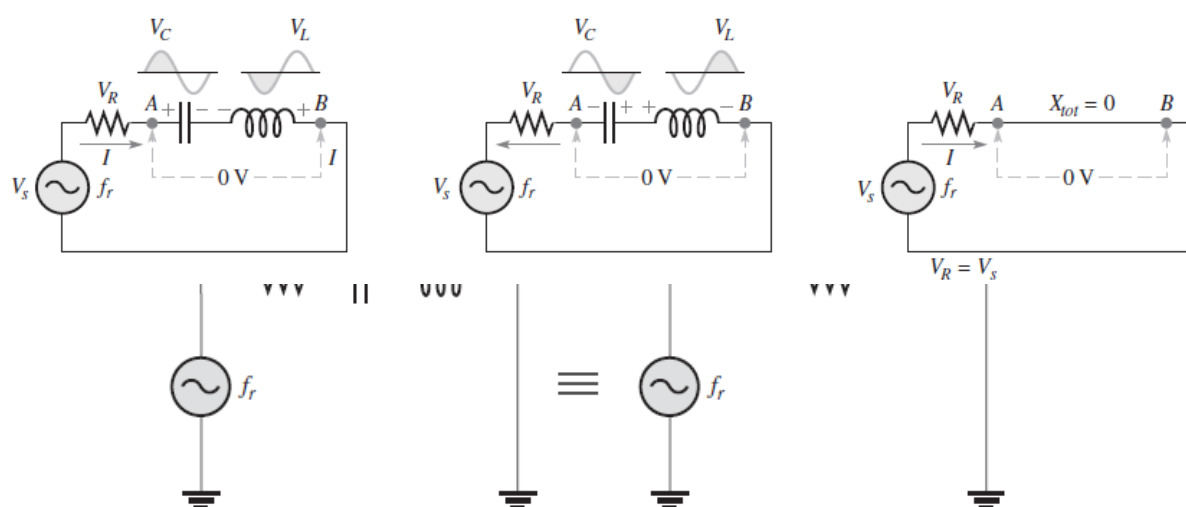 V_C V_L
V_R A + - - + B
I I
0 V
V_s f_r
V_C V_L
V_R A - + + - B
0 V
V_s f_r
V_R A X_tot = 0 B
I
0 V
V_s f_r
V_R = V_s
f_r ≡ f_r